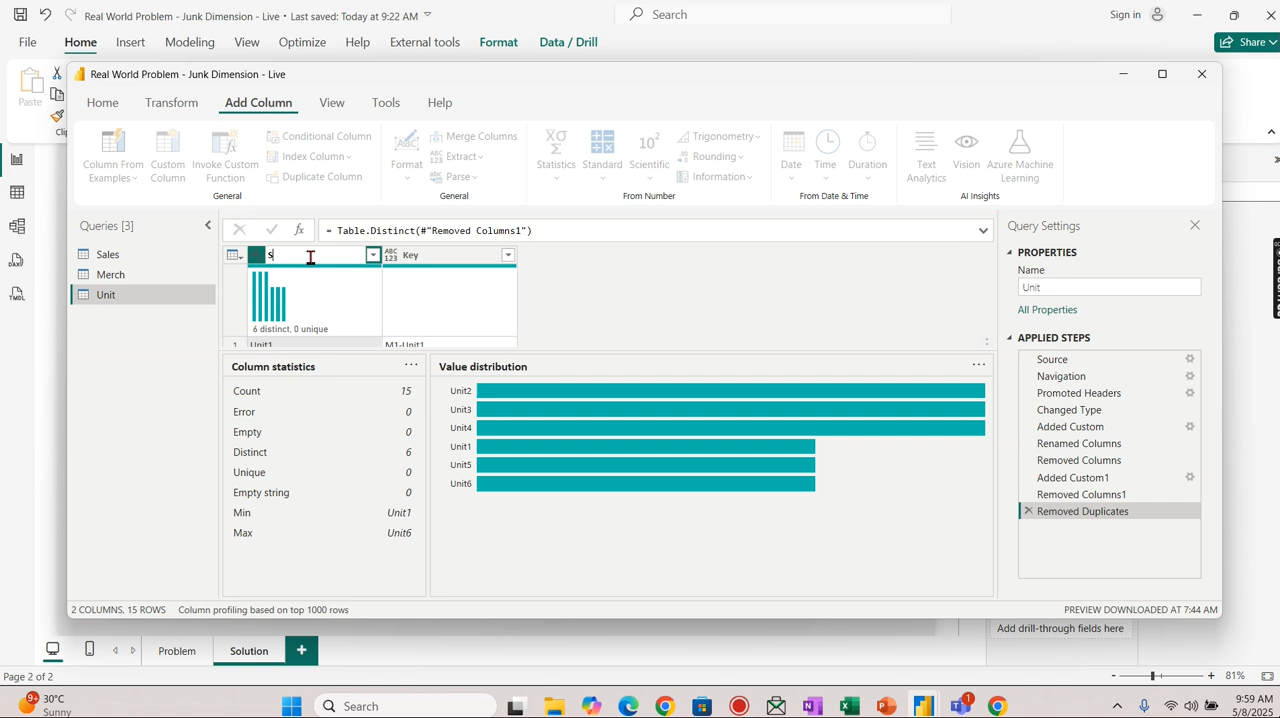 Real World Problem - Junk Dimension - Live • Last saved: Today at 9:22 AM
Search
Sign in
File
Home
Insert
Modeling
View
Optimize
Help
External tools
Format
Data / Drill
Share
Paste
Real World Problem - Junk Dimension - Live
Home
Transform
Add Column
View
Tools
Help
Column From Examples
Custom Column
Invoke Custom Function
Conditional Column
Index Column
Duplicate Column
General
Format
Merge Columns
Extract
Parse
General
Statistics
Standard
Scientific
Trigonometry
Rounding
Information
From Number
Date
Time
Duration
From Date & Time
Text Analytics
Vision
Azure Machine Learning
AI Insights
Queries [3]
Sales
Merch
Unit
= Table.Distinct(#"Removed Columns1")
S
ABC 123 Key
6 distinct, 0 unique
1 Unit1 M1-Unit1
Column statistics
Count 15
Error 0
Empty 0
Distinct 6
Unique 0
Empty string 0
Min Unit1
Max Unit6
Value distribution
Unit2
Unit3
Unit4
Unit1
Unit5
Unit6
Query Settings
PROPERTIES
Name
Unit
All Properties
APPLIED STEPS
Source
Navigation
Promoted Headers
Changed Type
Added Custom
Renamed Columns
Removed Columns
Added Custom1
Removed Columns1
Removed Duplicates
2 COLUMNS, 15 ROWS
Column profiling based on top 1000 rows
PREVIEW DOWNLOADED AT 7:44 AM
Add drill-through fields here
Problem
Solution
Page 2 of 2
81%
30°C
Sunny
Search
9:59 AM
5/8/2025